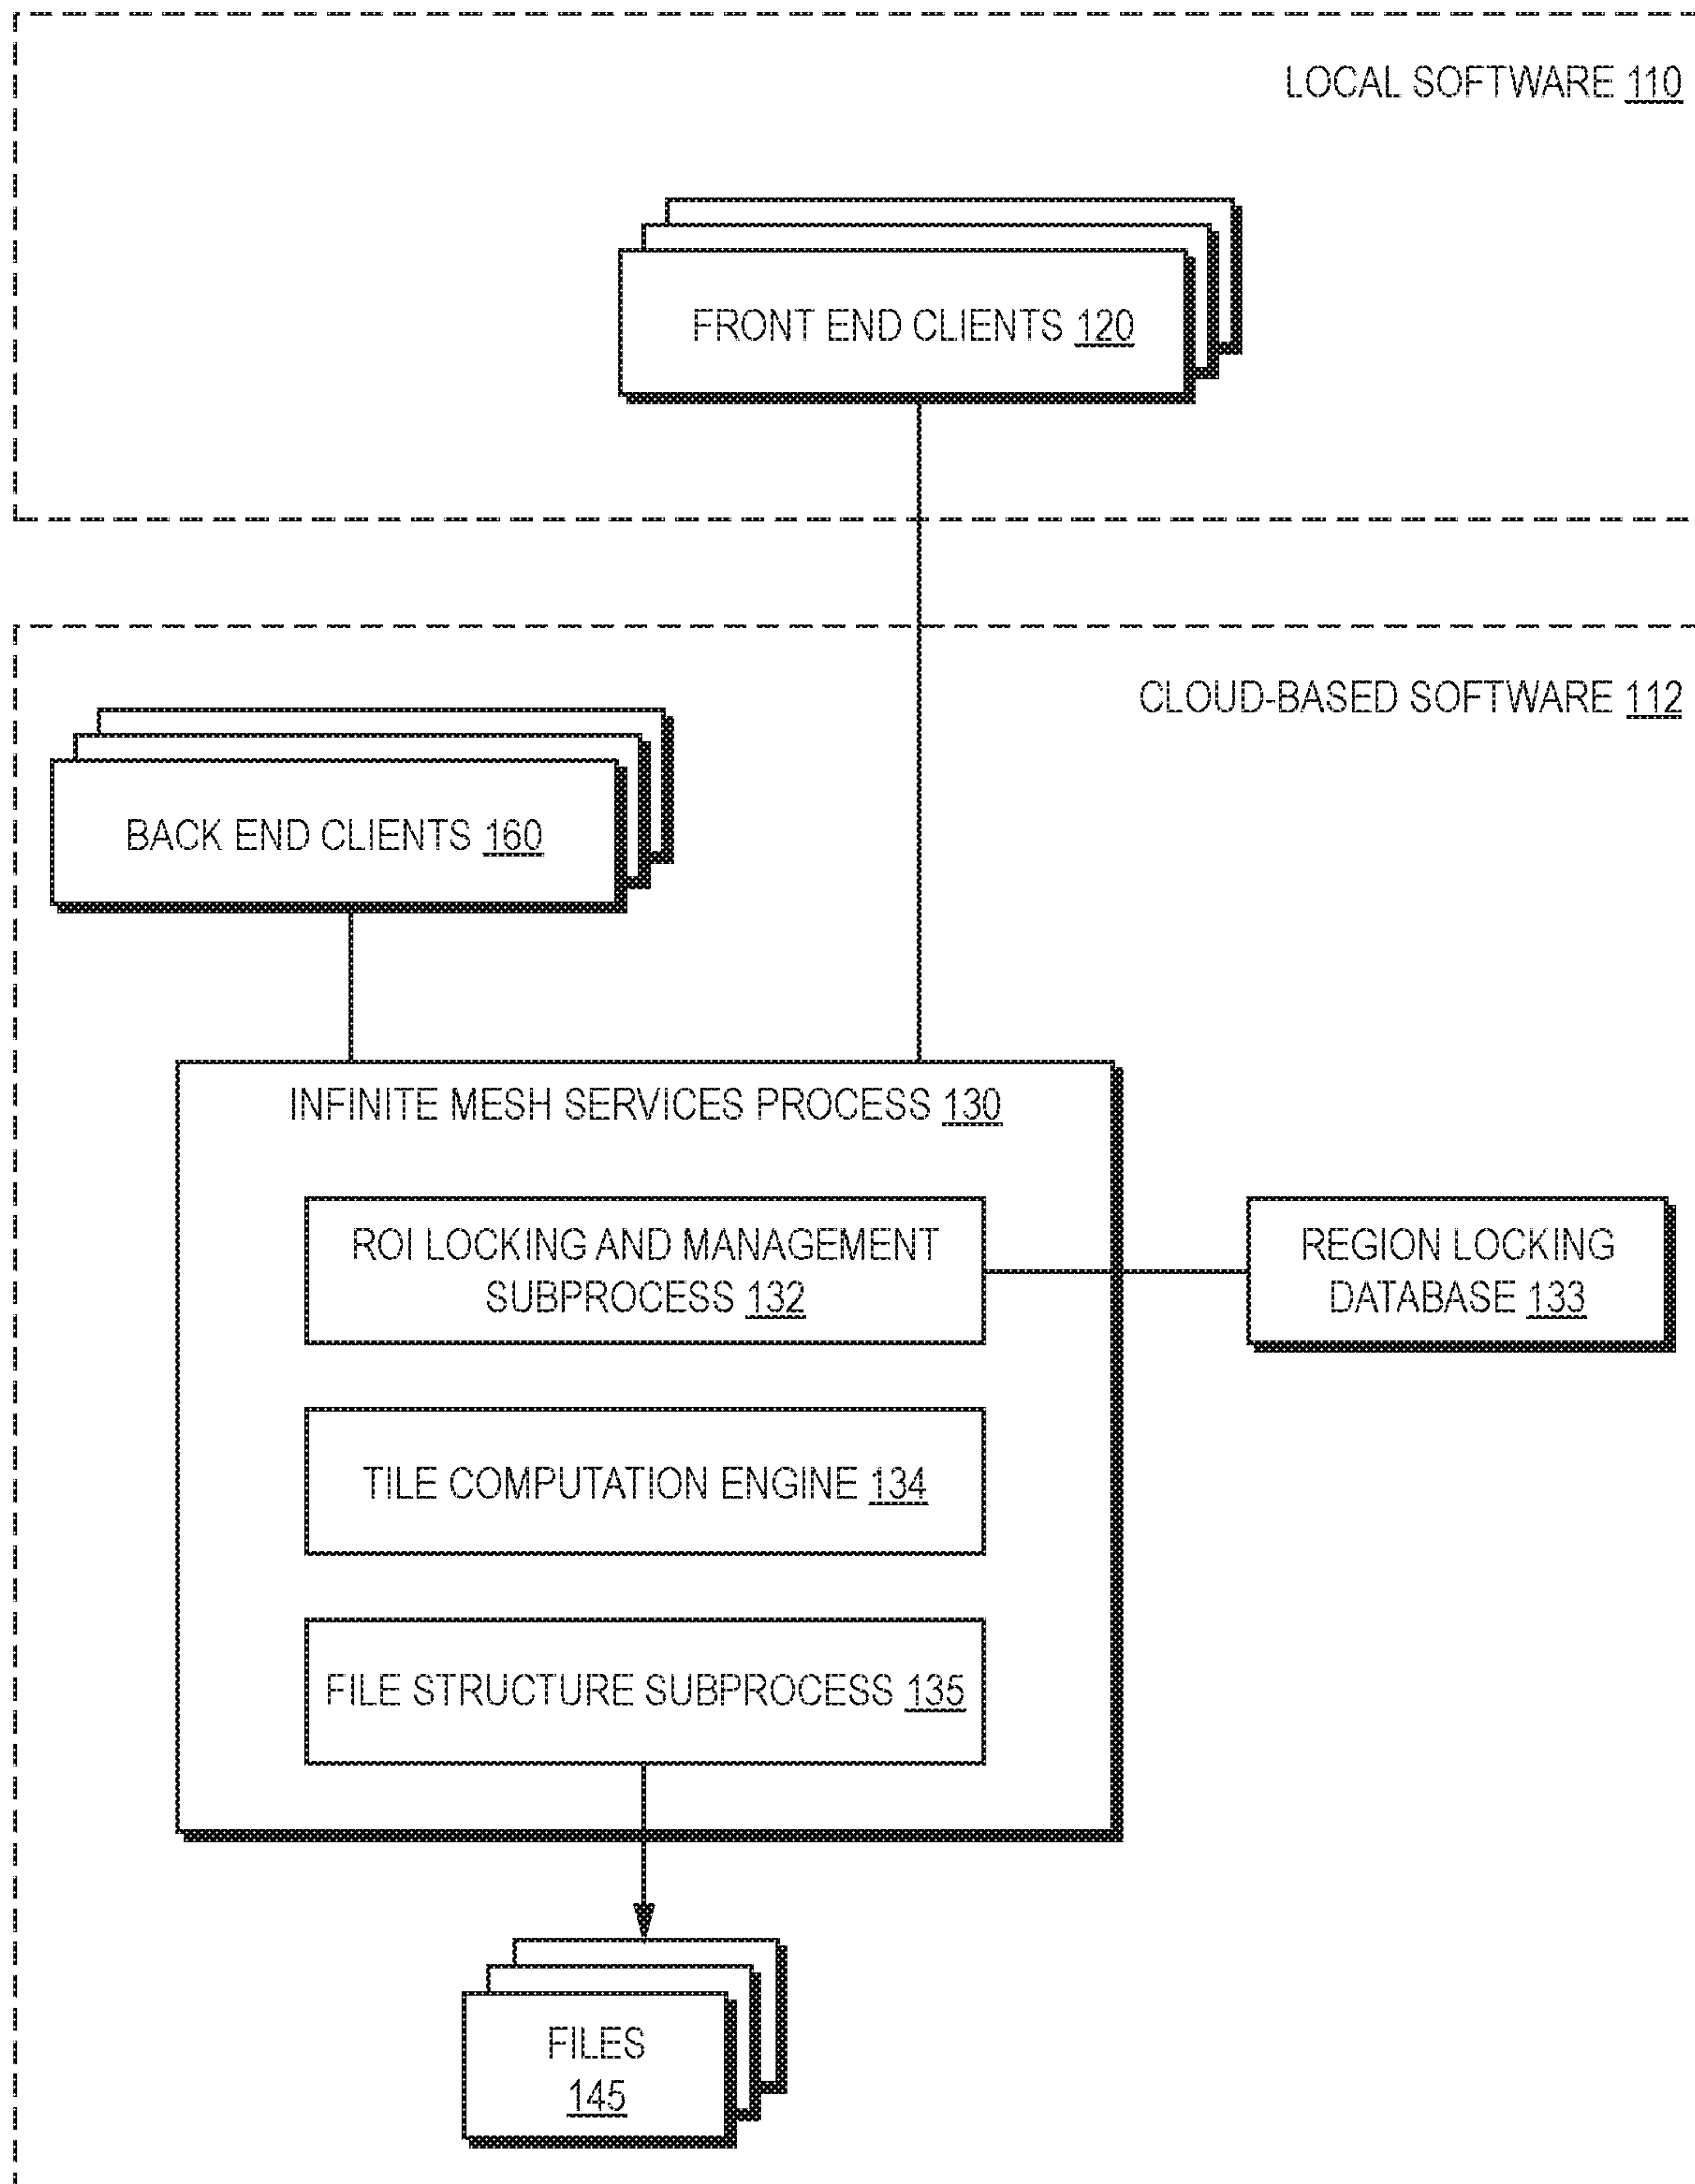 LOCAL SOFTWARE 110
FRONT END CLIENTS 120
CLOUD-BASED SOFTWARE 112
BACK END CLIENTS 160
INFINITE MESH SERVICES PROCESS 130
ROI LOCKING AND MANAGEMENT
SUBPROCESS 132
REGION LOCKING
DATABASE 133
TILE COMPUTATION ENGINE 134
FILE STRUCTURE SUBPROCESS 135
FILES
145